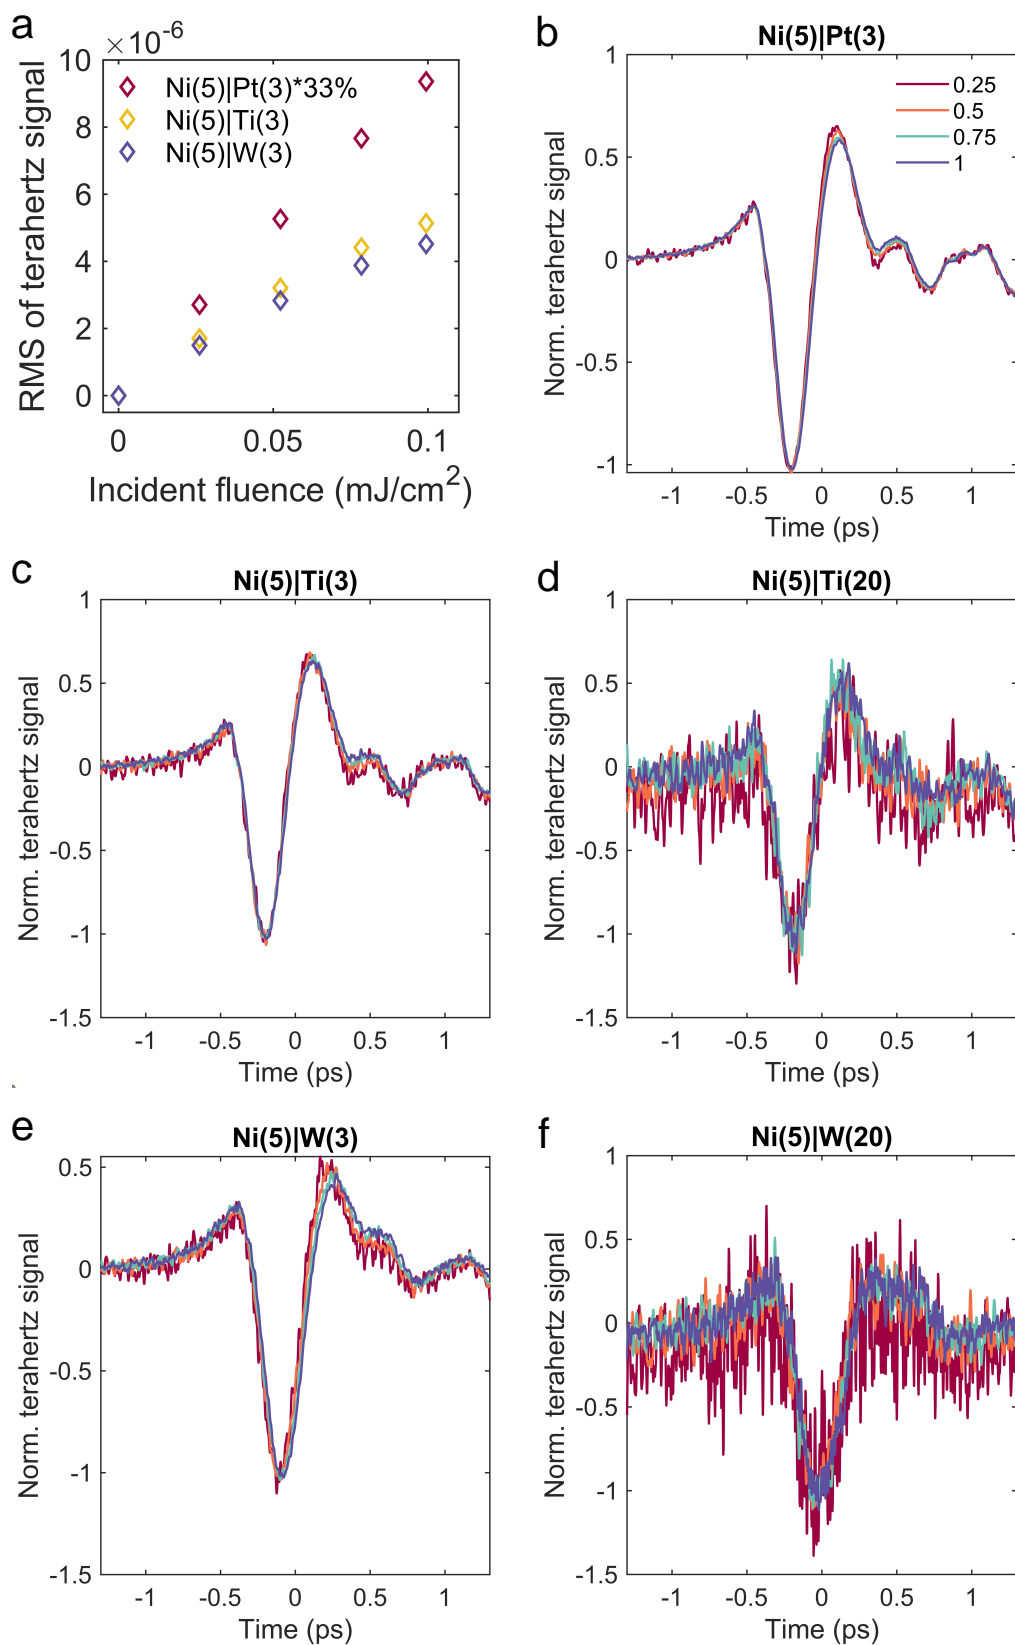 a
×10-6
10
8
6
4
2
0
RMS of terahertz signal
Ni(5)|Pt(3)*33%
Ni(5)|Ti(3)
Ni(5)|W(3)
0 0.05 0.1
Incident fluence (mJ/cm2)
b
Ni(5)|Pt(3)
1
0.5
0
-0.5
-1
Norm. terahertz signal
0.25
0.5
0.75
1
-1 -0.5 0 0.5 1
Time (ps)
c
Ni(5)|Ti(3)
1
0.5
0
-0.5
-1
-1.5
Norm. terahertz signal
-1 -0.5 0 0.5 1
Time (ps)
d
Ni(5)|Ti(20)
1
0.5
0
-0.5
-1
-1.5
Norm. terahertz signal
-1 -0.5 0 0.5 1
Time (ps)
e
Ni(5)|W(3)
0.5
0
-0.5
-1
-1.5
Norm. terahertz signal
-1 -0.5 0 0.5 1
Time (ps)
f
Ni(5)|W(20)
1
0.5
0
-0.5
-1
-1.5
Norm. terahertz signal
-1 -0.5 0 0.5 1
Time (ps)